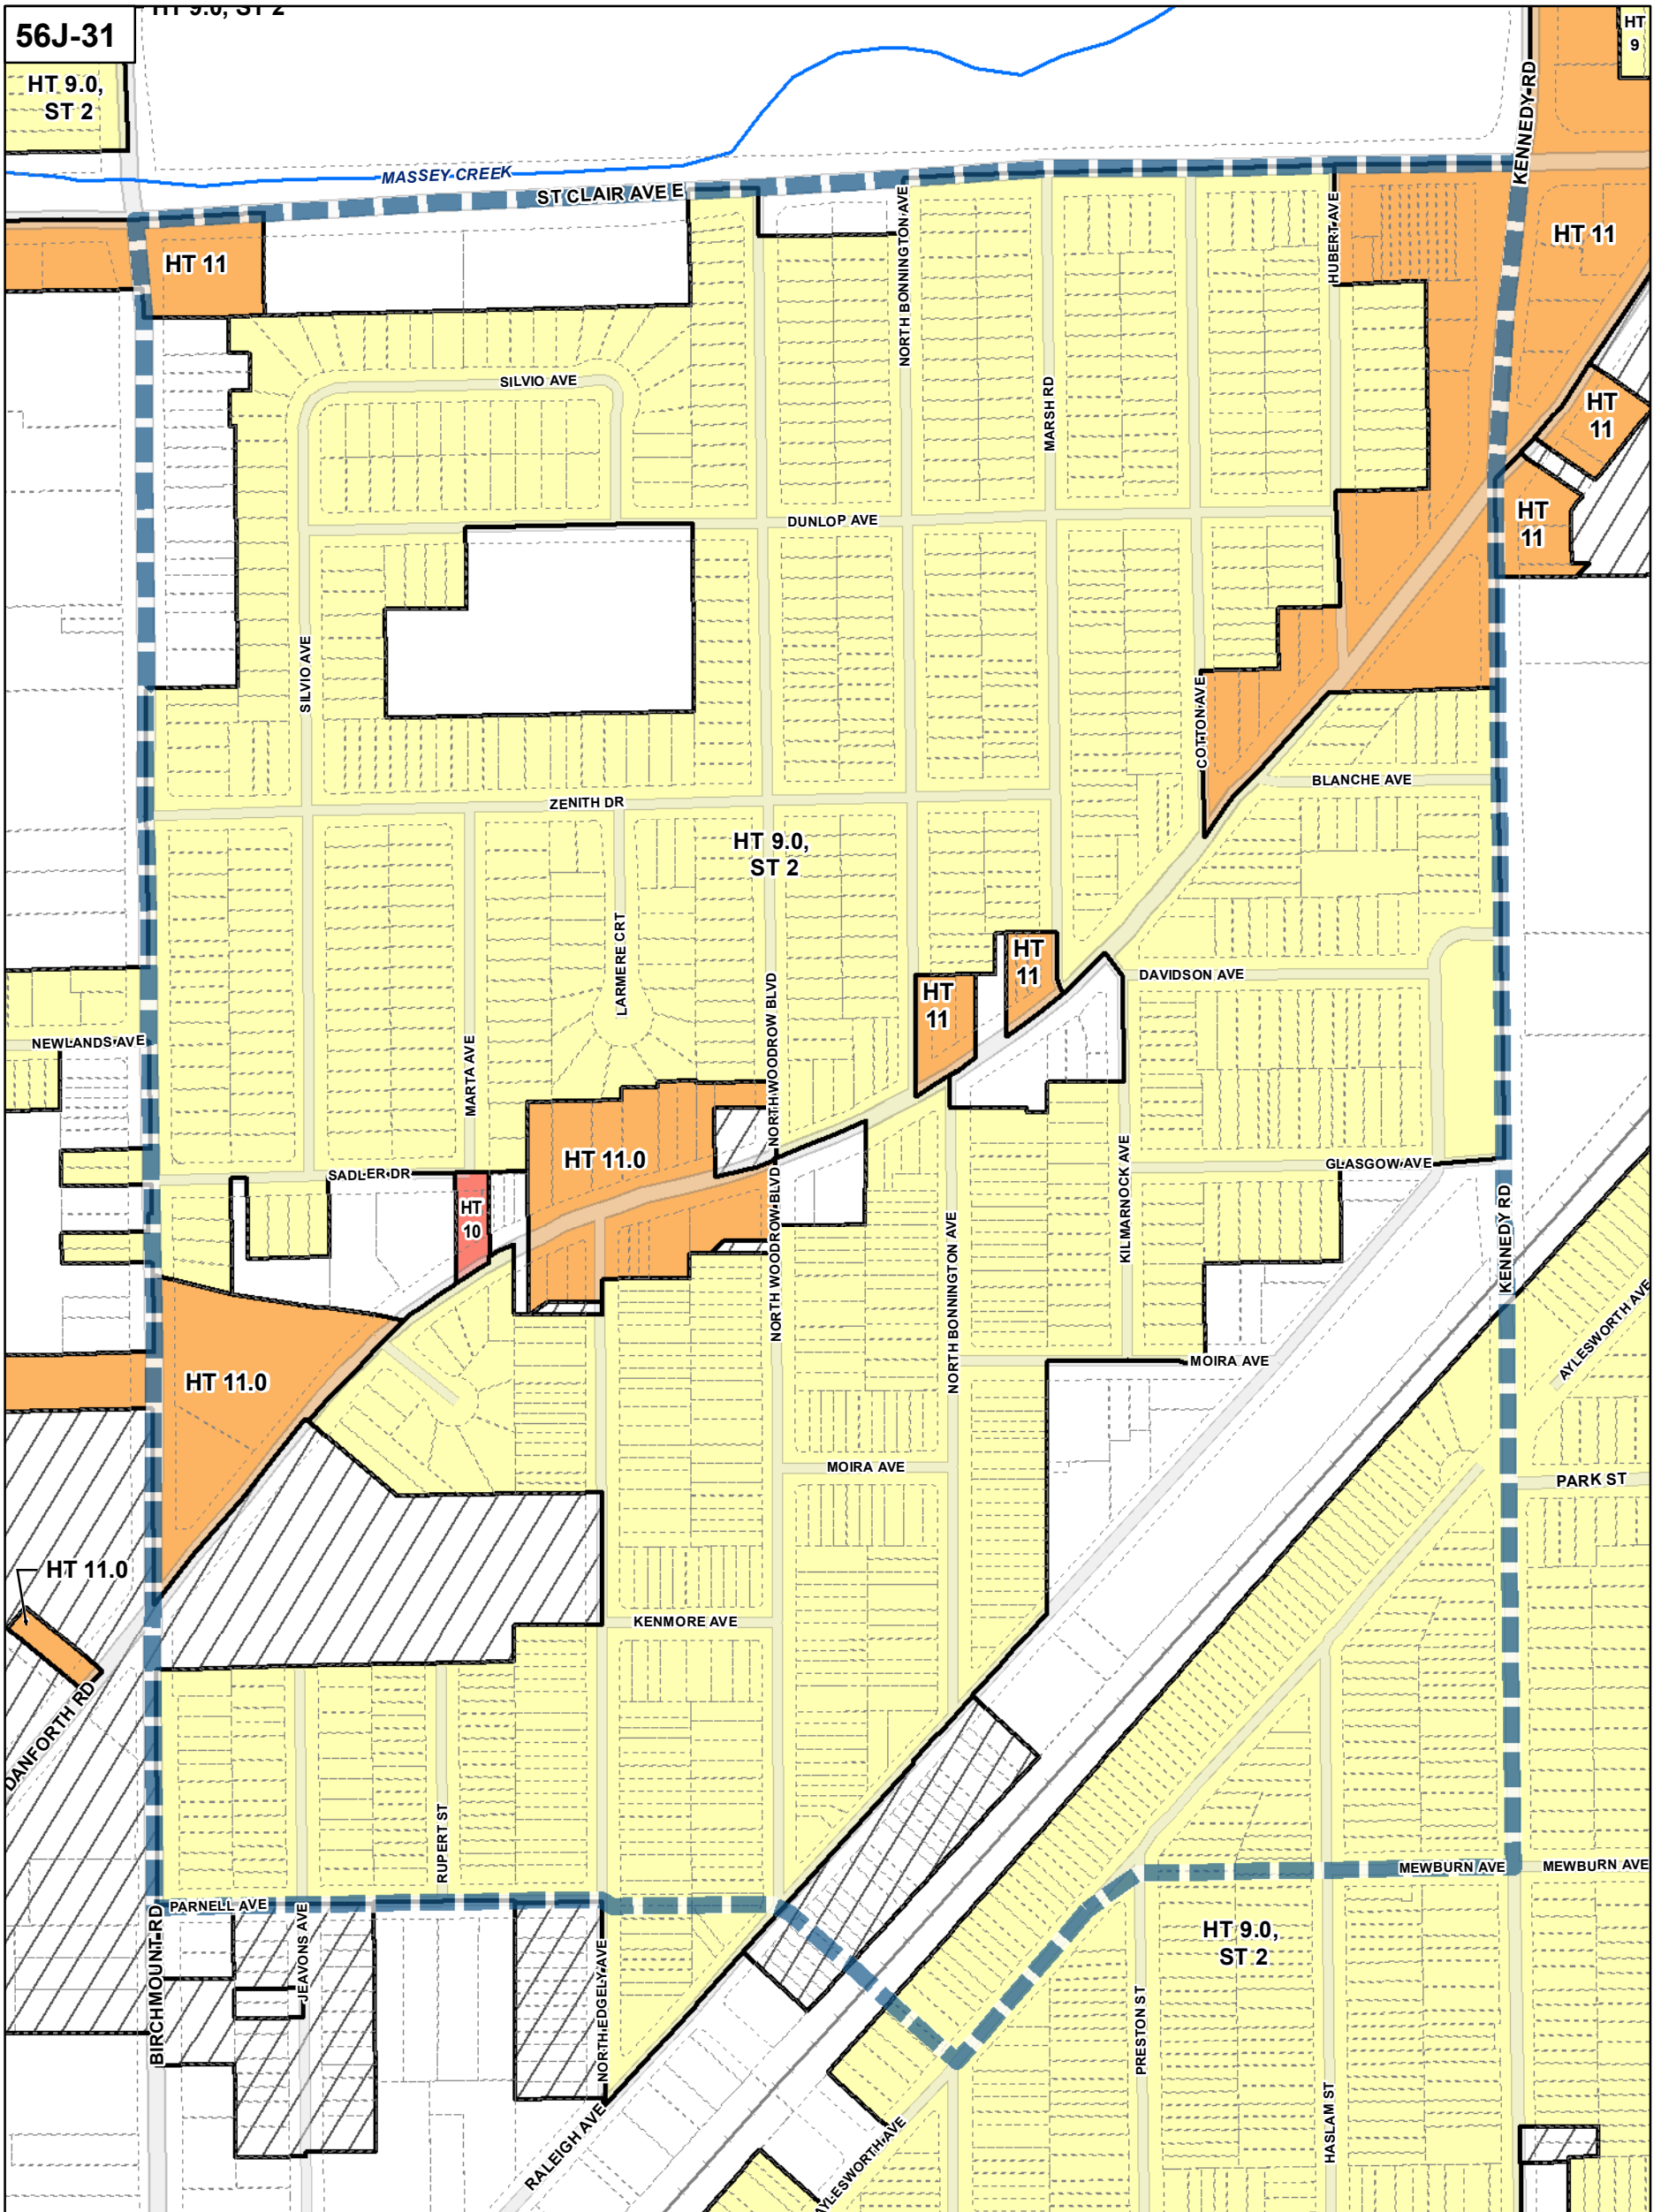 HT 9.0, ST 2
56J-31
HT 9.0,
ST 2
HT
9
KENNEDY RD
MASSEY CREEK
ST CLAIR AVE E
HT 11
NORTH BONNINGTON AVE
HUBERT AVE
HT 11
SILVIO AVE
MARSH RD
HT
11
DUNLOP AVE
HT
11
SILVIO AVE
COTTON AVE
BLANCHE AVE
ZENITH DR
HT 9.0,
ST 2
LARMERE CRT
NORTH WOODROW BLVD
HT
11
HT
11
DAVIDSON AVE
NEWLANDS AVE
MARTA AVE
HT 11.0
SADLER DR
HT
10
NORTH WOODROW BLVD
NORTH BONNINGTON AVE
KILMARNOCK AVE
GLASGOW AVE
KENNEDY RD
AYLESWORTH AVE
HT 11.0
MOIRA AVE
MOIRA AVE
PARK ST
HT 11.0
KENMORE AVE
DANFORTH RD
RUPERT ST
MEWBURN AVE
MEWBURN AVE
PARNELL AVE
BIRCHMOUNT RD
JEAVONS AVE
NORTH EDGELY AVE
HT 9.0,
ST 2
PRESTON ST
HASLAM ST
RALEIGH AVE
AYLESWORTH AVE